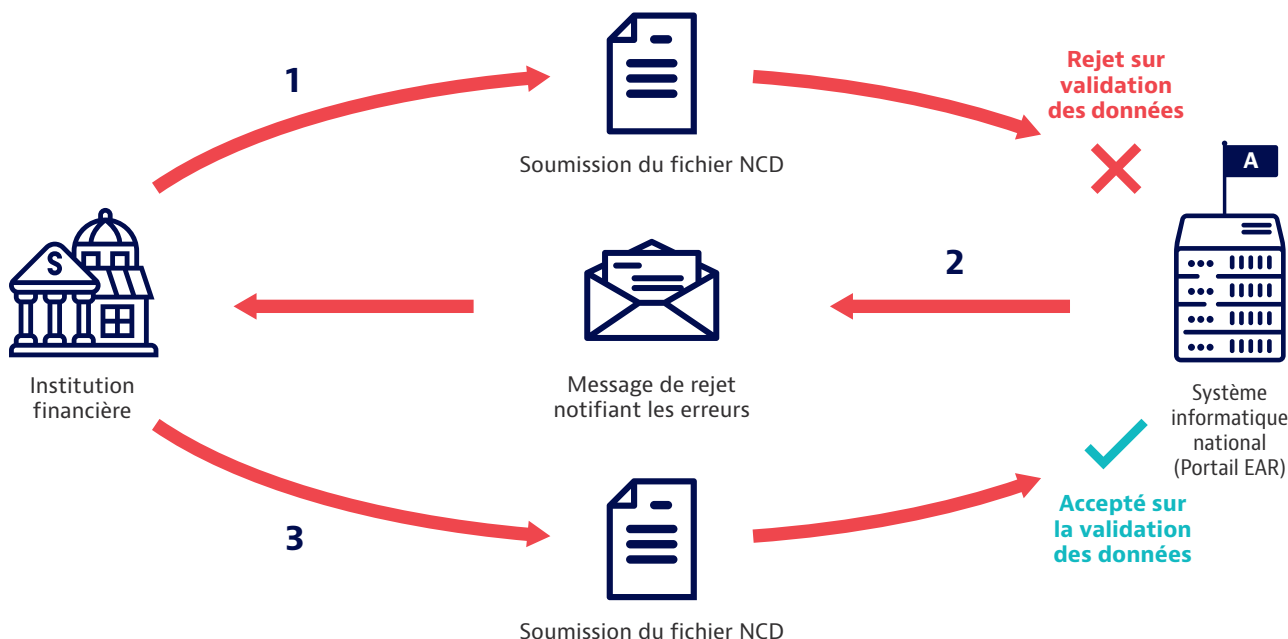 1
Soumission du fichier NCD
Rejet sur
validation
des données
A
S
Institution
financière
2
Message de rejet
notifiant les erreurs
Système
informatique
national
(Portail EAR)
3
Soumission du fichier NCD
Accepté sur
la validation
des données